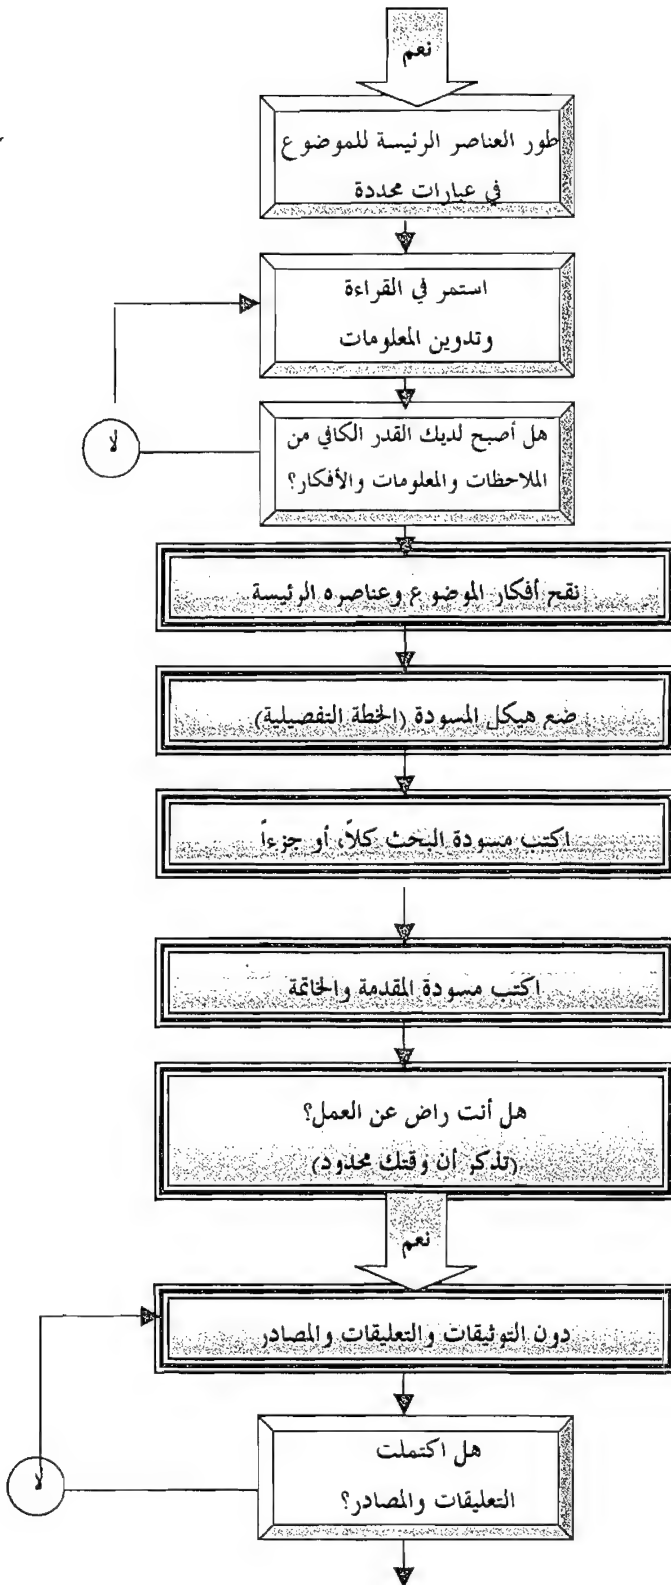 نعم
طور العناصر الرئيسة للموضوع
في عبارات محددة
استمر في القراءة
وتدوين المعلومات
هل أصبح لديك القدر الكافي من
الملاحظات والمعلومات والأفكار؟
لا
نقح أفكار الموضوع وعناصره الرئيسة
ضع هيكل المسودة (الخطة التفصيلية)
اكتب مسودة البحث كلاً، أو جزءاً
اكتب مسودة المقدمة والخاتمة
هل أنت راض عن العمل؟
(تذكر أن وقتك محدود)
نعم
دون التوثيقات والتعليقات والمصادر
هل اكتملت
التعليقات والمصادر؟
لا